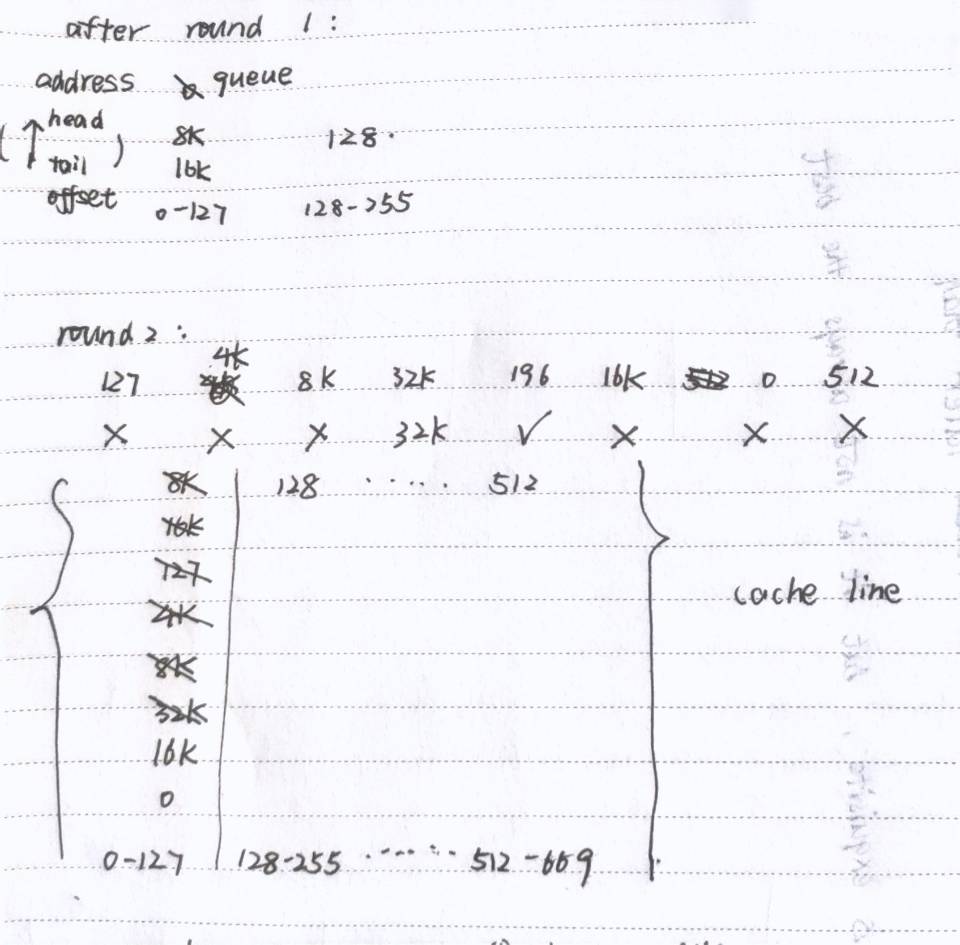 after round 1 :
address queue
( ↑ head ) 8K 128.
tail 16K
offset 0-127 128-255
round 2 :
4K
127 8K 32K 196 16K 0 512
× × × 32K ✓ × × ×
8K 128 ...... 512
16K
127
4K
8K
32K
16K
0
0-127 128-255 ...... 512-669
cache line